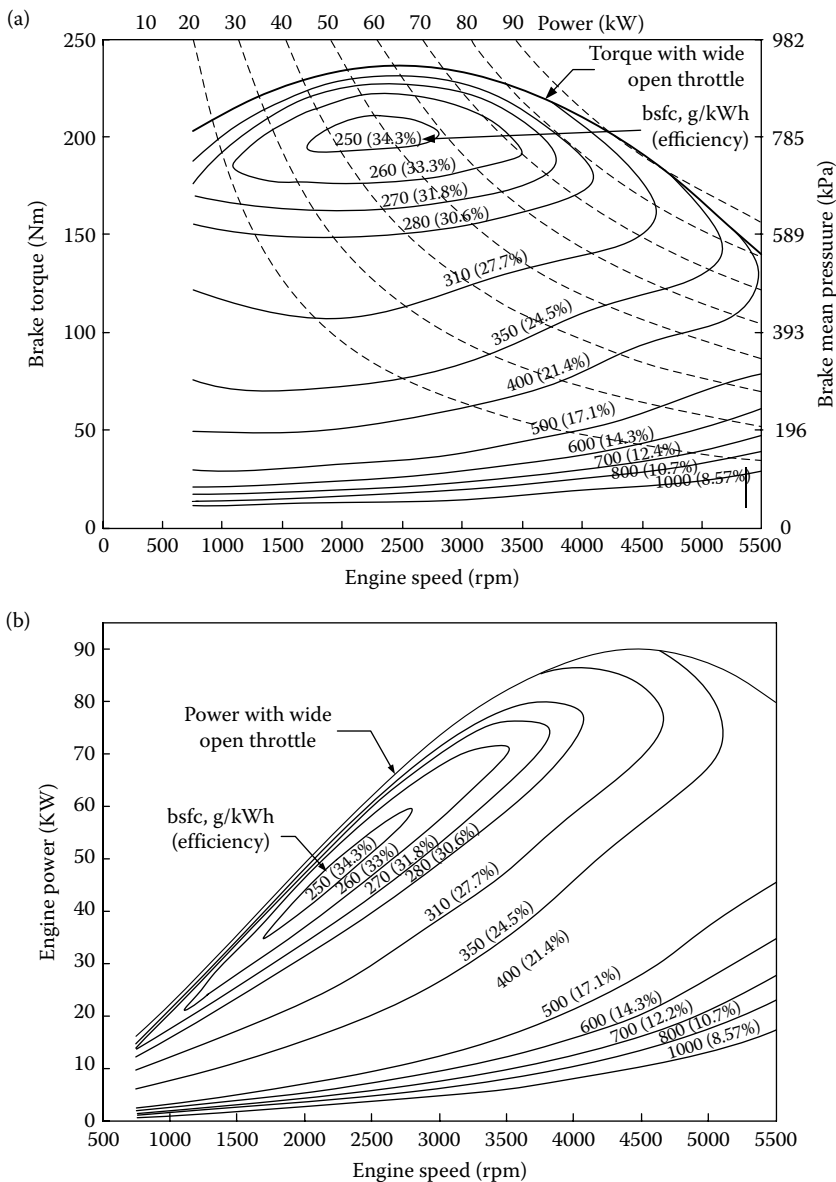 (a)
10 20 30 40 50 60 70 80 90 Power (kW)
250
200
150
100
50
0
Brake torque (Nm)
982
785
589
393
196
0
Brake mean pressuure (kPa)
Torque with wide
open throttle
bsfc, g/kWh
(efficiency)
250 (34.3%)
260 (33.3%)
270 (31.8%)
280 (30.6%)
310 (27.7%)
350 (24.5%)
400 (21.4%)
500 (17.1%)
600 (14.3%)
700 (12.4%)
800 (10.7%)
1000 (8.57%)
0 500 1000 1500 2000 2500 3000 3500 4000 4500 5000 5500
Engine speed (rpm)
(b)
90
80
70
60
50
40
30
20
10
0
Engine power (KW)
Power with wide
open throttle
bsfc, g/kWh
(efficiency)
250 (34.3%)
260 (33%)
270 (31.8%)
280 (30.6%)
310 (27.7%)
350 (24.5%)
400 (21.4%)
500 (17.1%)
600 (14.3%)
700 (12.2%)
800 (10.7%)
1000 (8.57%)
500 1000 1500 2000 2500 3000 3500 4000 4500 5000 5500
Engine speed (rpm)